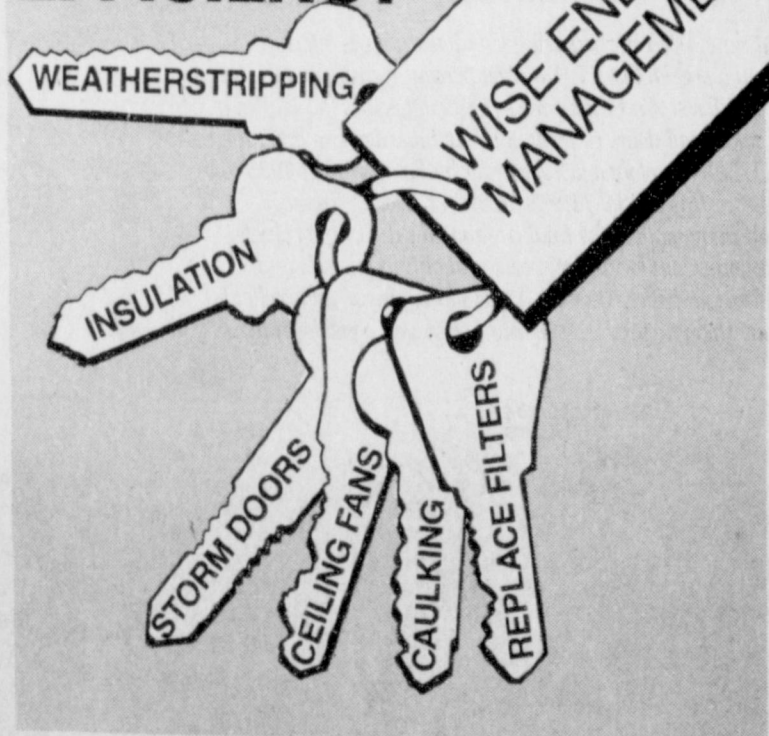 WISE
MANAGEM
WEATHERSTRIPPING
INSULATION
STORM DOORS
CEILING FANS
CAULKING
REPLACE FILTERS